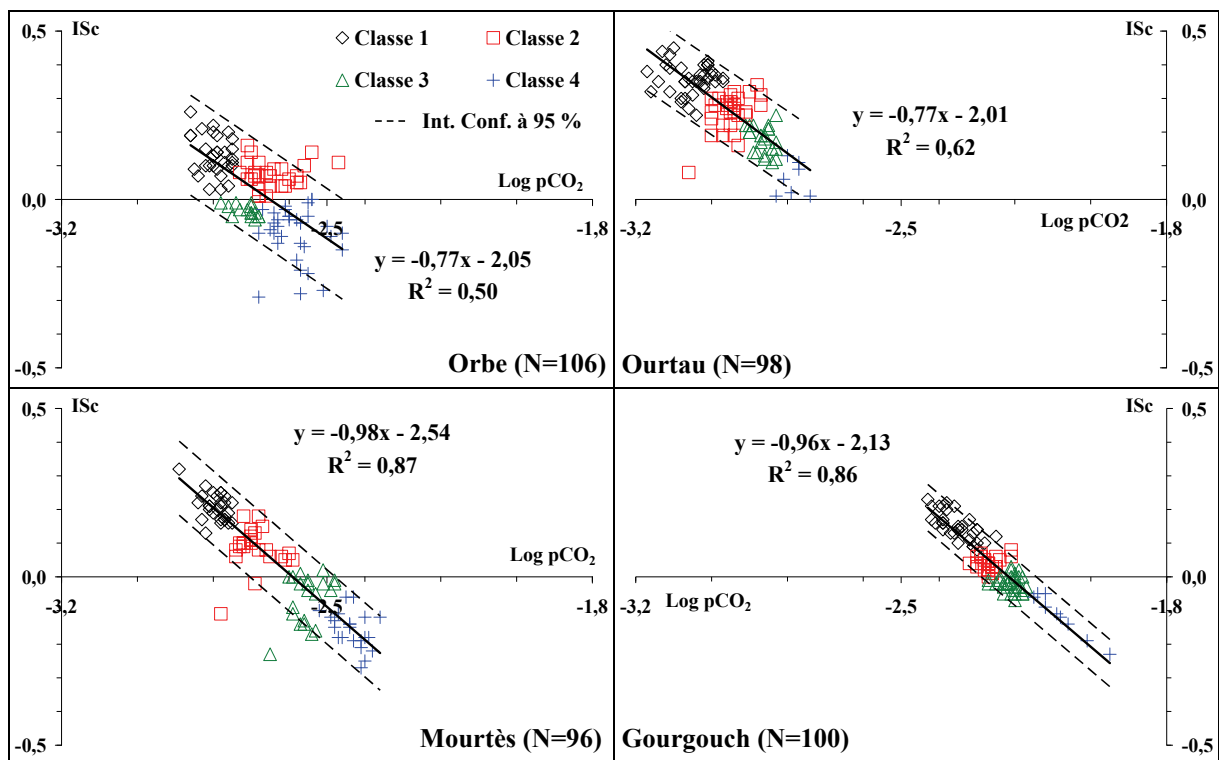 0,5 ISc
◇ Classe 1 □ Classe 2
△ Classe 3 + Classe 4
--- Int. Conf. à 95 %
Log pCO2
0,0
-3,2 -2,5 -1,8
y = -0,77x - 2,05
R2 = 0,50
-0,5
Orbe (N=106)
ISc 0,5
y = -0,77x - 2,01
R2 = 0,62
0,0
-3,2 -2,5 -1,8
Log pCO2
Ourtau (N=98)
-0,5
0,5 ISc
y = -0,98x - 2,54
R2 = 0,87
Log pCO2
0,0
-3,2 -2,5 -1,8
-0,5
Mourtès (N=96)
ISc 0,5
y = -0,96x - 2,13
R2 = 0,86
0,0
-3,2 Log pCO2 -2,5 -1,8
Gourgouch (N=100)
-0,5